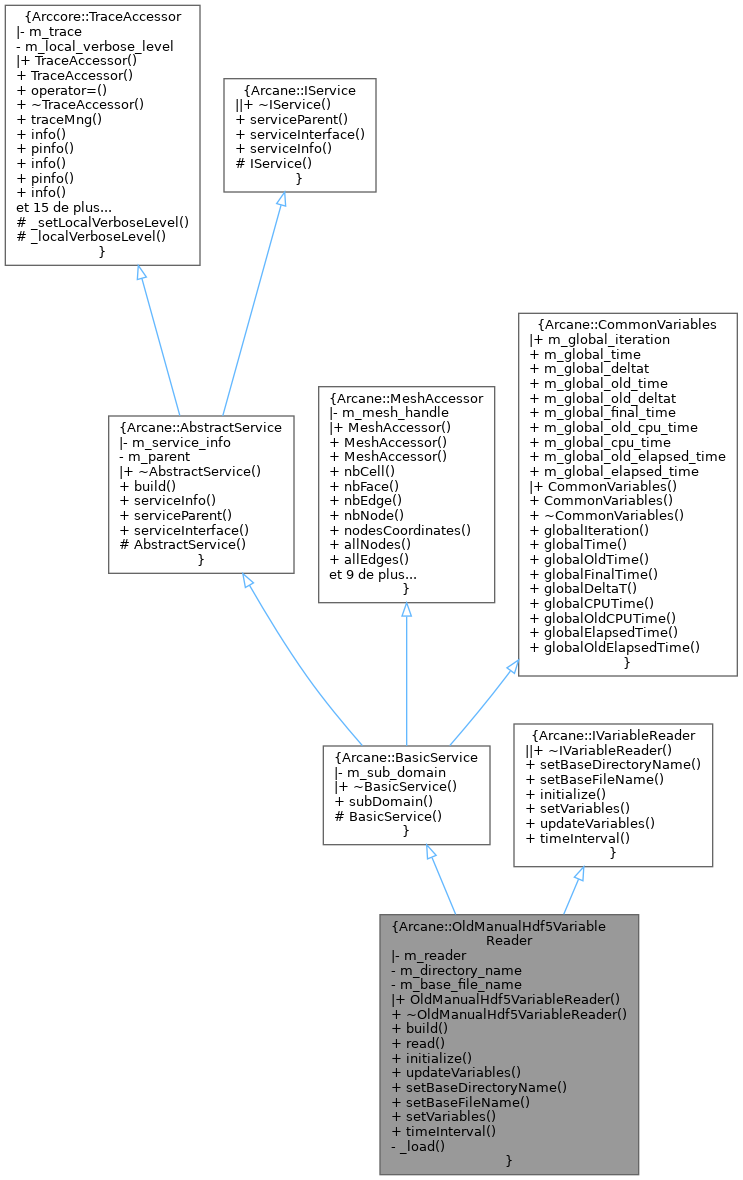 {Arccore::TraceAccessor
|- m_trace
- m_local_verbose_level
|+ TraceAccessor()
+ TraceAccessor()
+ operator=()
+ ~TraceAccessor()
+ traceMng()
+ info()
+ pinfo()
+ info()
+ pinfo()
+ info()
et 15 de plus...
# _setLocalVerboseLevel()
# _localVerboseLevel()
}
{Arcane::IService
||+ ~IService()
+ serviceParent()
+ serviceInterface()
+ serviceInfo()
# IService()
}
{Arcane::CommonVariables
|+ m_global_iteration
+ m_global_time
+ m_global_deltat
+ m_global_old_time
+ m_global_old_deltat
+ m_global_final_time
+ m_global_old_cpu_time
+ m_global_cpu_time
+ m_global_old_elapsed_time
+ m_global_elapsed_time
|+ CommonVariables()
+ CommonVariables()
+ ~CommonVariables()
+ globalIteration()
+ globalTime()
+ globalOldTime()
+ globalFinalTime()
+ globalDeltaT()
+ globalCPUTime()
+ globalOldCPUTime()
+ globalElapsedTime()
+ globalOldElapsedTime()
}
{Arcane::MeshAccessor
|- m_mesh_handle
|+ MeshAccessor()
+ MeshAccessor()
+ MeshAccessor()
+ nbCell()
+ nbFace()
+ nbEdge()
+ nbNode()
+ nodesCoordinates()
+ allNodes()
+ allEdges()
et 9 de plus...
}
{Arcane::AbstractService
|- m_service_info
- m_parent
|+ ~AbstractService()
+ build()
+ serviceInfo()
+ serviceParent()
+ serviceInterface()
# AbstractService()
}
{Arcane::BasicService
|- m_sub_domain
|+ ~BasicService()
+ subDomain()
# BasicService()
}
{Arcane::IVariableReader
||+ ~IVariableReader()
+ setBaseDirectoryName()
+ setBaseFileName()
+ initialize()
+ setVariables()
+ updateVariables()
+ timeInterval()
}
{Arcane::OldManualHdf5Variable
Reader
|- m_reader
- m_directory_name
- m_base_file_name
|+ OldManualHdf5VariableReader()
+ ~OldManualHdf5VariableReader()
+ build()
+ read()
+ initialize()
+ updateVariables()
+ setBaseDirectoryName()
+ setBaseFileName()
+ setVariables()
+ timeInterval()
- _load()
}